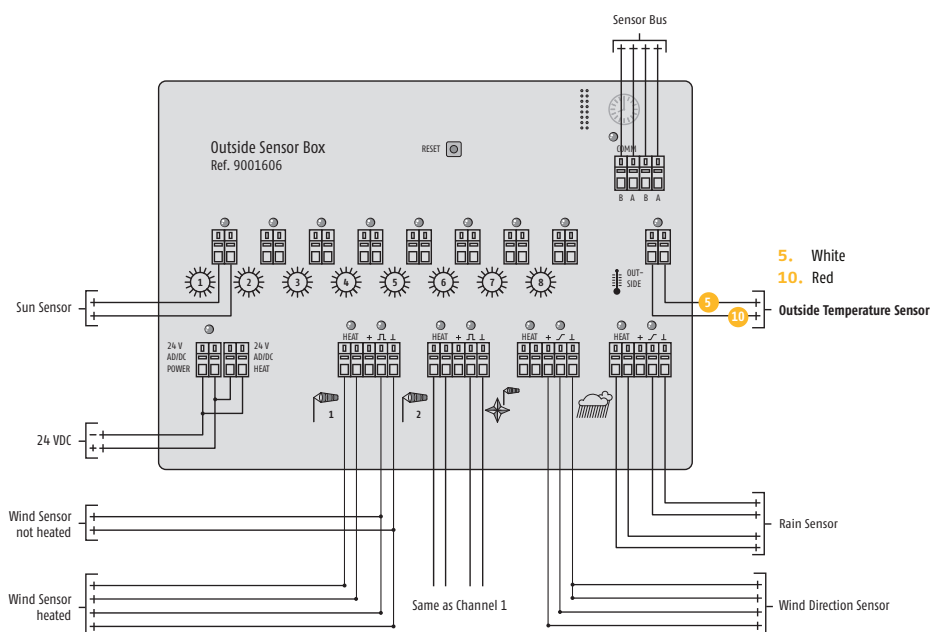 Sensor Bus
Outside Sensor Box
Ref. 9001606
RESET
COMM
B A B A
1 2 3 4 5 6 7 8
OUT-
SIDE
5. White
10. Red
5
10
Outside Temperature Sensor
Sun Sensor
24 V
AD/DC
POWER
24 V
AD/DC
HEAT
HEAT +
HEAT +
HEAT +
HEAT +
1
2
24 VDC
- +
+
Wind Sensor
not heated
Wind Sensor
heated
Same as Channel 1
Rain Sensor
Wind Direction Sensor